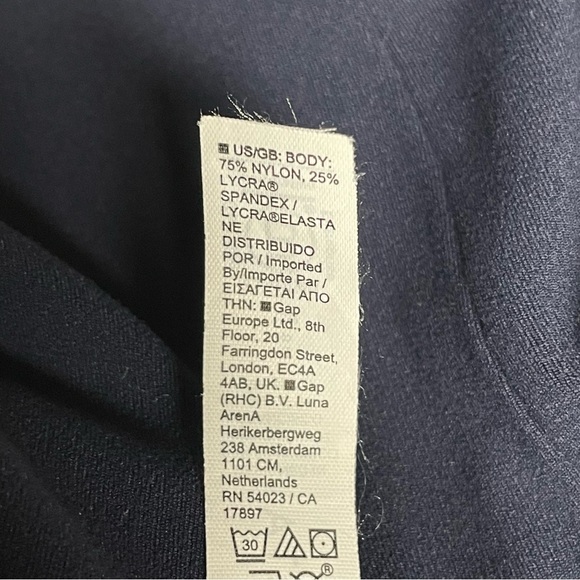 US/GB: BODY:
75% NYLON, 25%
LYCRA®
SPANDEX /
LYCRA®ELASTA
NE
DISTRIBUIDO
POR / Imported
By/Importe Par /
ΕΙΣΑΓΕΤΑΙ ΑΠΟ
ΤΗΝ: Gap
Europe Ltd., 8th
Floor, 20
Farringdon Street,
London, EC4A
4AB, UK. Gap
(RHC) B.V. Luna
ArenA
Herikerbergweg
238 Amsterdam
1101 CM,
Netherlands
RN 54023 / CA
17897
30
®